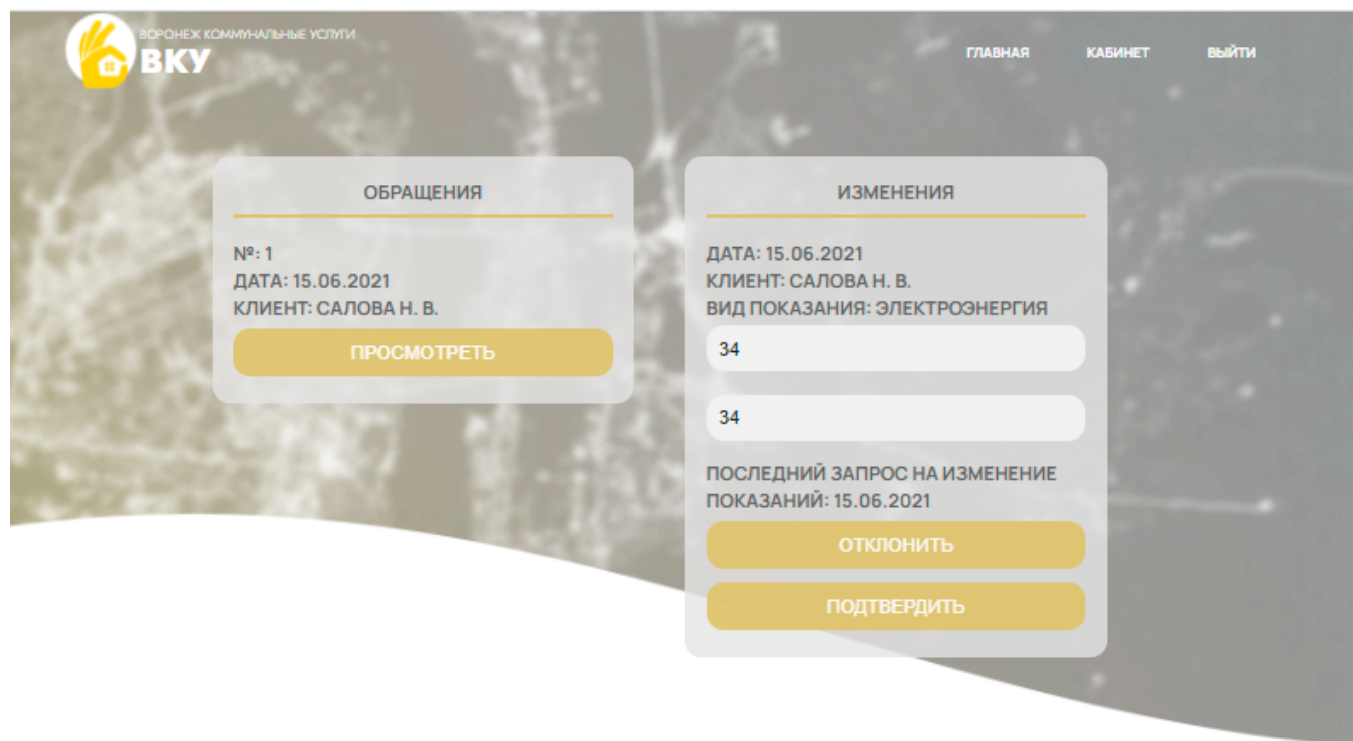 ВОРОНЕЖ КОММУНАЛЬНЫЕ УСЛУГИ
ВКУ
ГЛАВНАЯ КАБИНЕТ ВЫЙТИ
ОБРАЩЕНИЯ
№: 1
ДАТА: 15.06.2021
КЛИЕНТ: САЛОВА Н. В.
ПРОСМОТРЕТЬ
ИЗМЕНЕНИЯ
ДАТА: 15.06.2021
КЛИЕНТ: САЛОВА Н. В.
ВИД ПОКАЗАНИЯ: ЭЛЕКТРОЭНЕРГИЯ
34
34
ПОСЛЕДНИЙ ЗАПРОС НА ИЗМЕНЕНИЕ
ПОКАЗАНИЙ: 15.06.2021
ОТКЛОНИТЬ
ПОДТВЕРДИТЬ